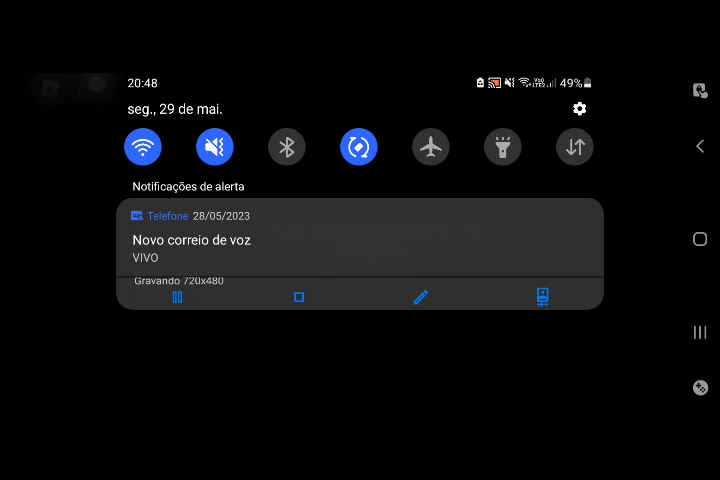 20:48
49%
seg., 29 de mai.
Notificações de alerta
Telefone 28/05/2023
Novo correio de voz
VIVO
Gravando 720x480